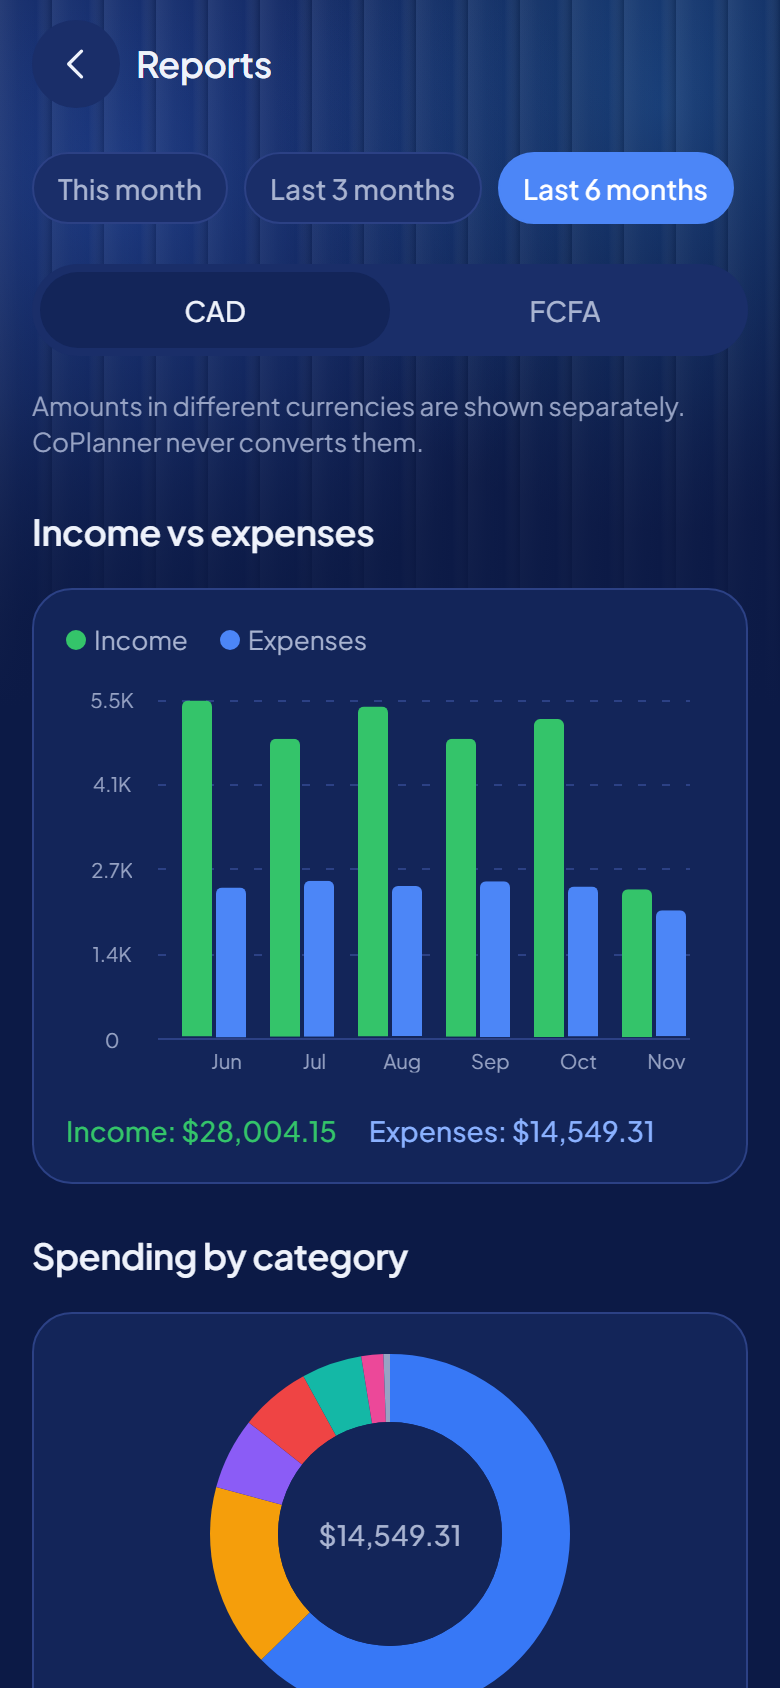 Reports
This month
Last 3 months
Last 6 months
CAD
FCFA
Amounts in different currencies are shown separately.
CoPlanner never converts them.
Income vs expenses
Income
Expenses
5.5K
4.1K
2.7K
1.4K
0
Jun
Jul
Aug
Sep
Oct
Nov
Income: $28,004.15
Expenses: $14,549.31
Spending by category
$14,549.31